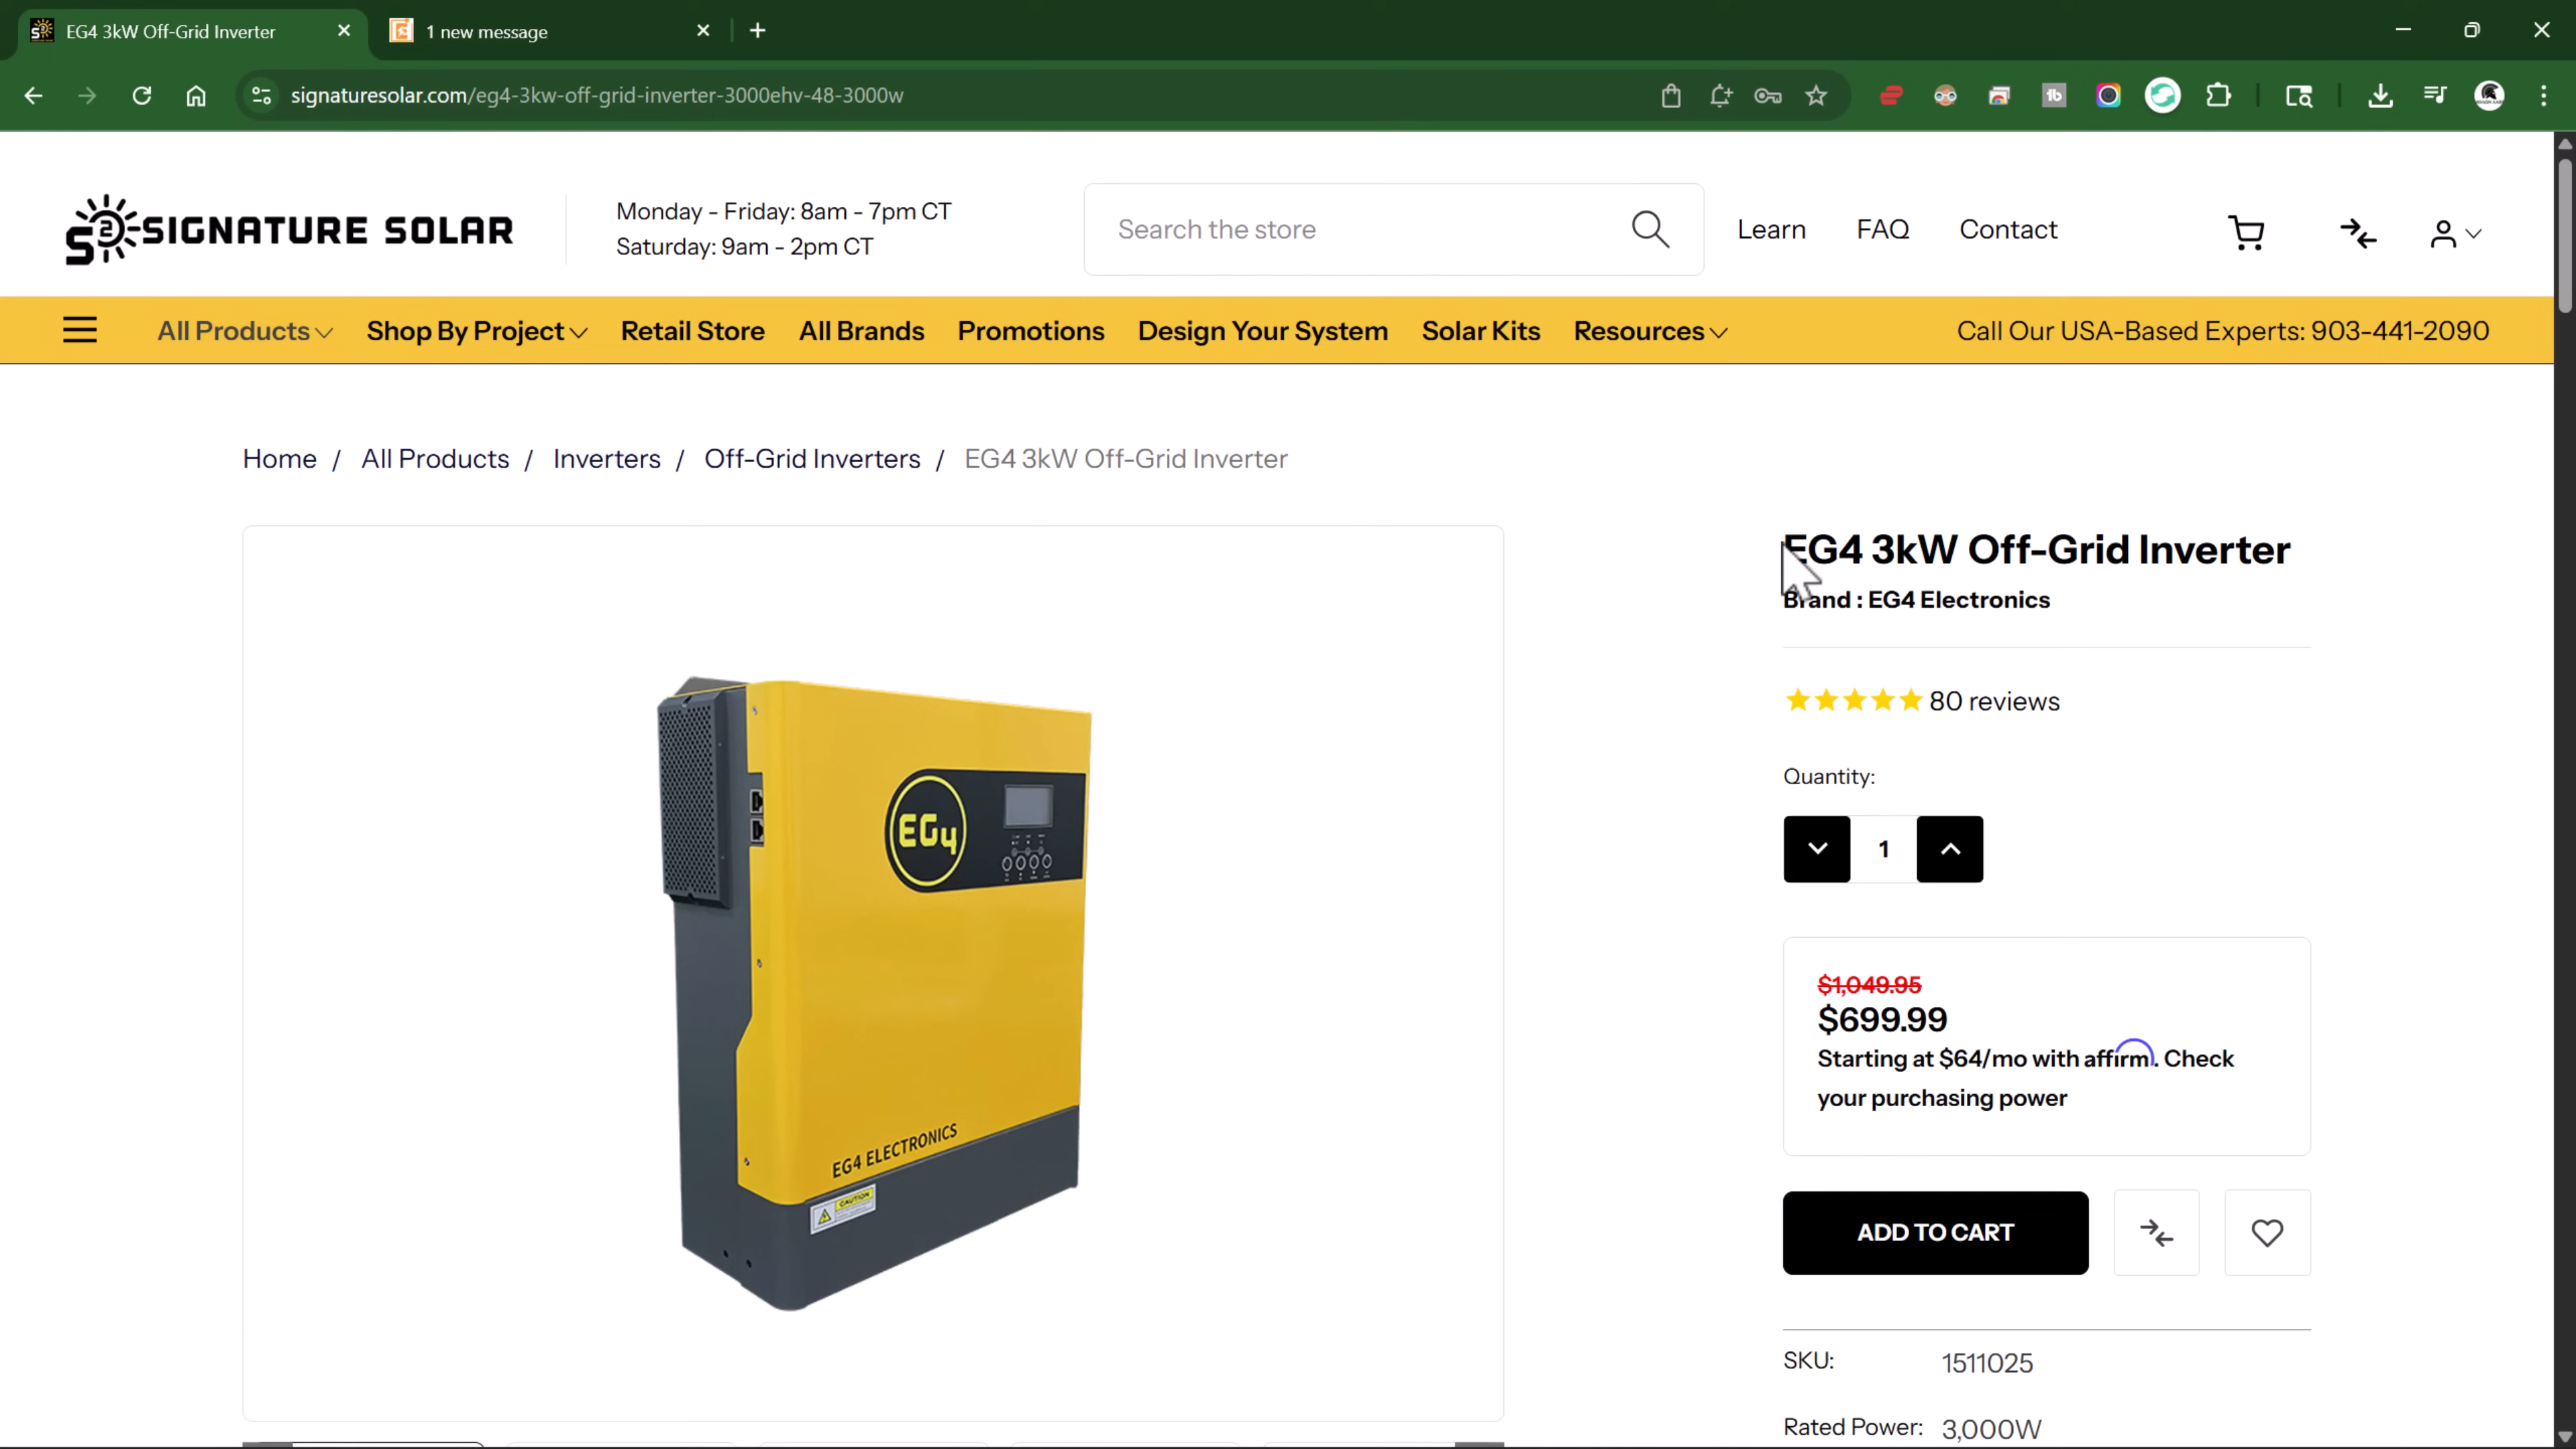 EG4 3kW Off-Grid Inverter
1 new message
signaturesolar.com/eg4-3kw-off-grid-inverter-3000ehv-48-3000w
SIGNATURE SOLAR
Monday - Friday: 8am - 7pm CT
Saturday: 9am - 2pm CT
Search the store
Learn
FAQ
Contact
All Products
Shop By Project
Retail Store
All Brands
Promotions
Design Your System
Solar Kits
Resources
Call Our USA-Based Experts: 903-441-2090
Home / All Products / Inverters / Off-Grid Inverters / EG4 3kW Off-Grid Inverter
EG4
EG4 ELECTRONICS
CAUTION
EG4 3kW Off-Grid Inverter
Brand : EG4 Electronics
80 reviews
Quantity:
1
$1,049.95
$699.99
Starting at $64/mo with affirm. Check
your purchasing power
ADD TO CART
SKU: 1511025
Rated Power: 3,000W